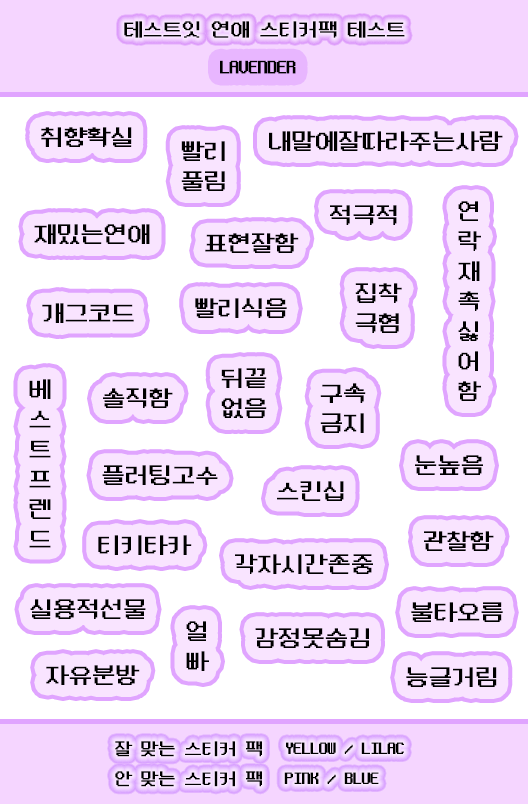 테스트잇 연애 스티커팩 테스트
LAVENDER
취향확실
빨리
풀림
내말에잘따라주는사람
재밌는연애
표현잘함
적극적
연락재촉싫어함
개그코드
빨리식음
집착
극혐
베스트프렌드
솔직함
뒤끝
없음
구속
금지
플러팅고수
스킨십
눈높음
티키타카
각자시간존중
관찰함
실용적선물
얼빠
감정못숨김
불타오름
자유분방
능글거림
잘 맞는 스티커 팩 YELLOW / LILAC
안 맞는 스티커 팩 PINK / BLUE